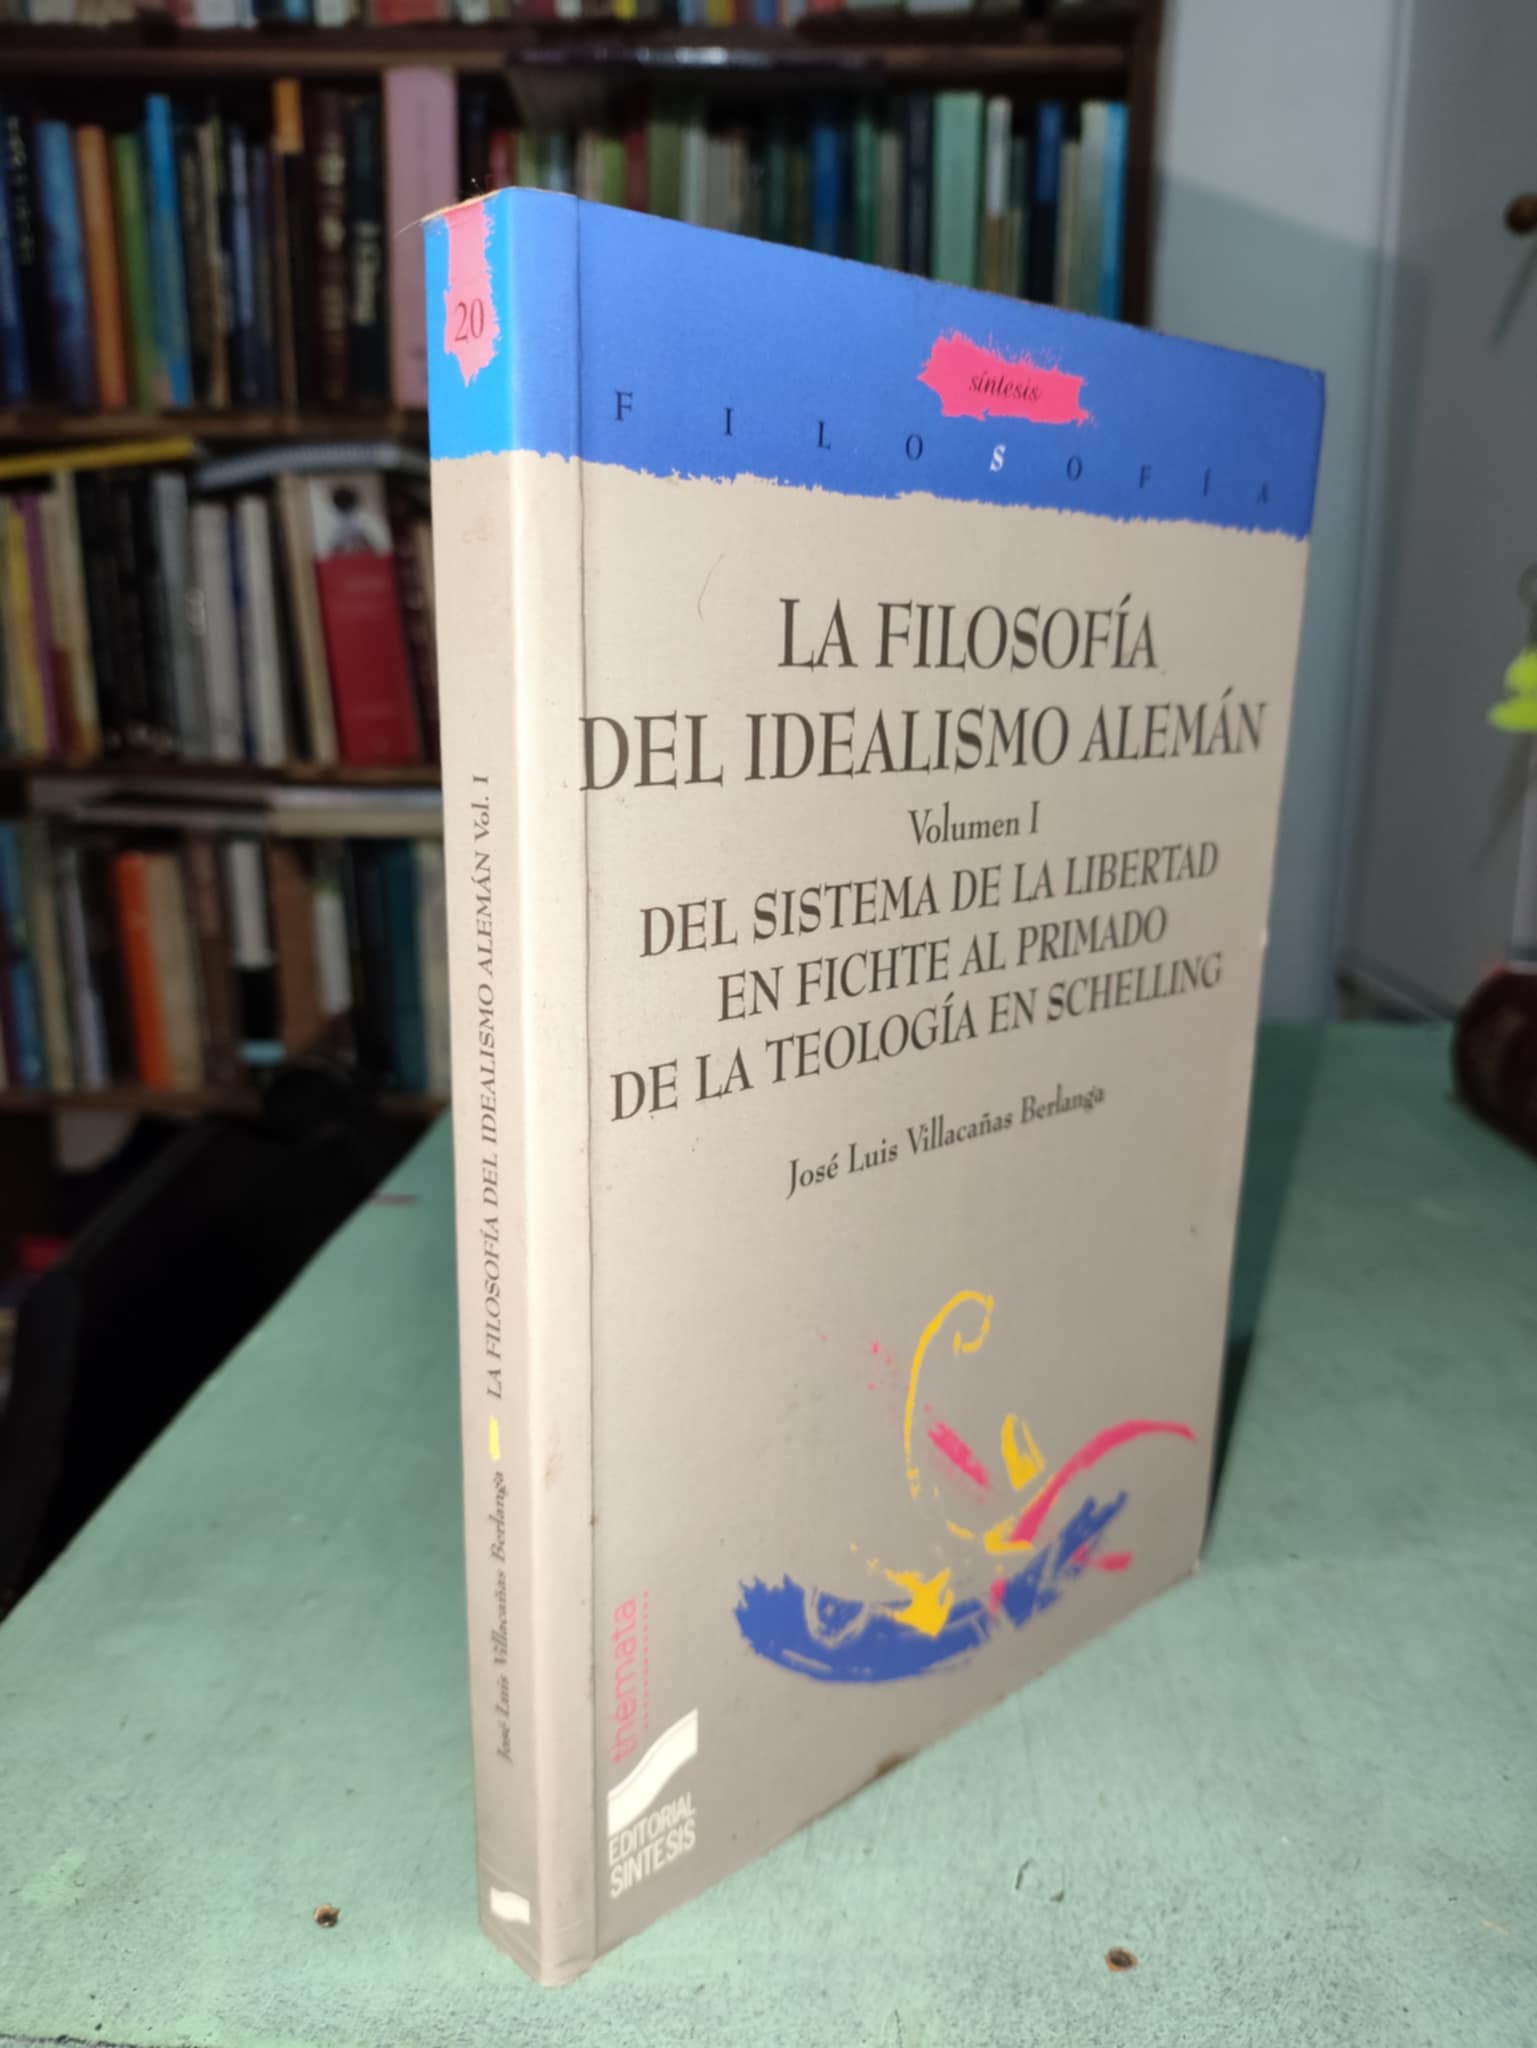 20
síntesis
FILOSOFÍA
LA FILOSOFÍA
DEL IDEALISMO ALEMÁN
Volumen I
DEL SISTEMA DE LA LIBERTAD
EN FICHTE AL PRIMADO
DE LA TEOLOGÍA EN SCHELLING
José Luis Villacañas Berlanga
thémata
EDITORIAL
SINTESIS
José Luis Villacañas Berlanga LA FILOSOFÍA DEL IDEALISMO ALEMÁN Vol. I